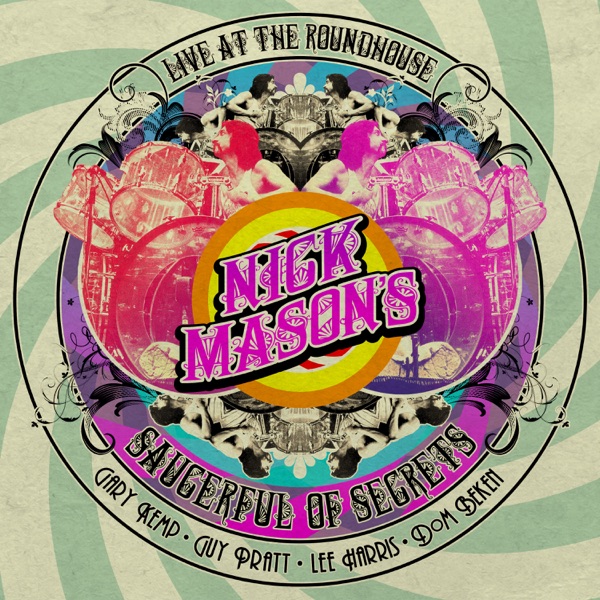 LIVE AT THE ROUNDHOUSE
NICK
MASON'S
SAUCERFUL OF SECRETS
GARY KEMP • GUY PRATT • LEE HARRIS • DOM BEKEN